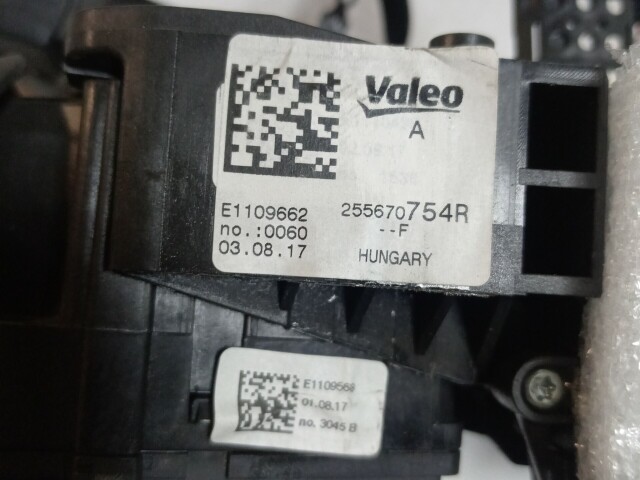 Valeo
A
E1109662 255670754R
no.:0060 --F
03.08.17 HUNGARY
E1109568
01.08.17
no. 3045 B